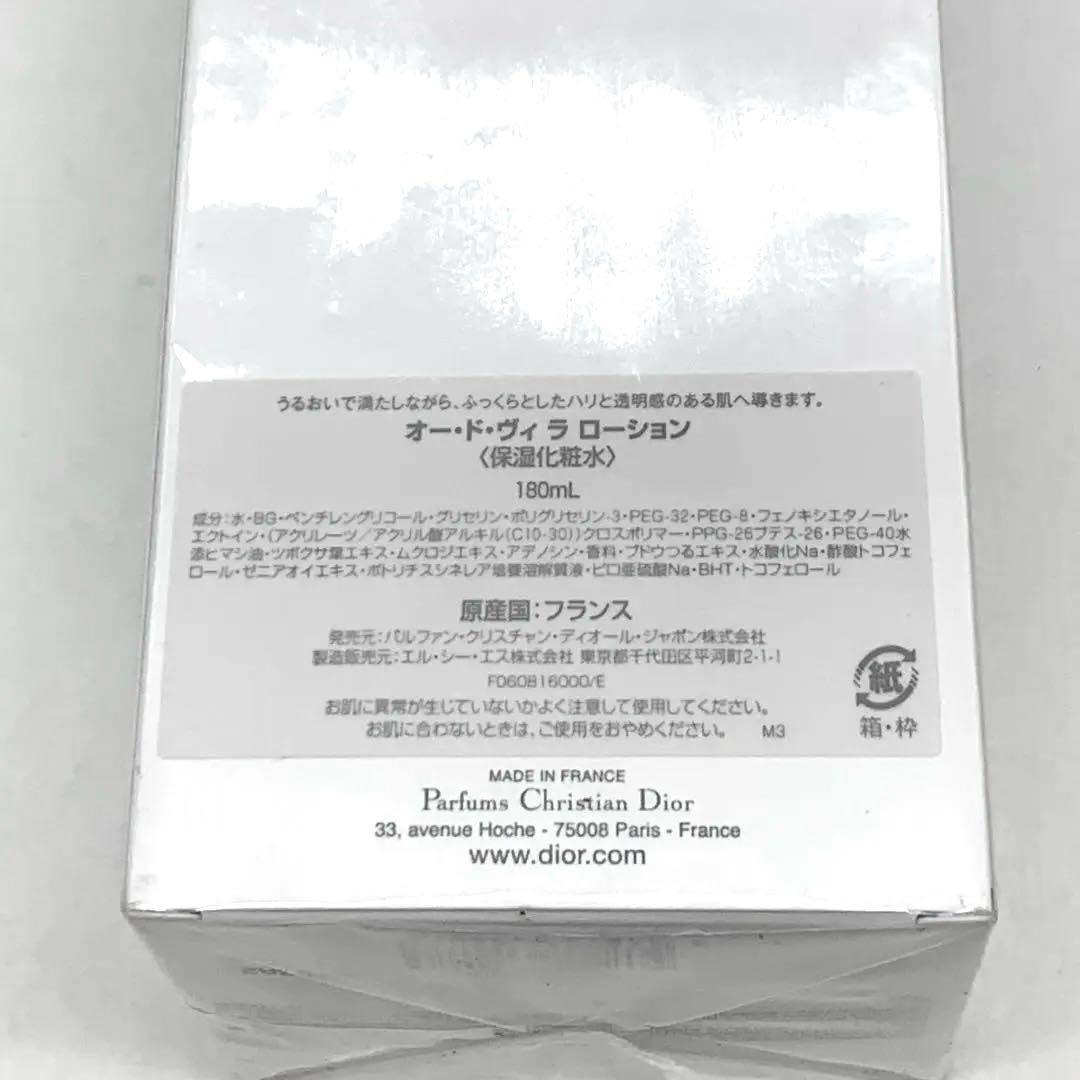 うるおいで満たしながら、ふっくらとしたハリと透明感のある肌へ導きます。
オー・ド・ヴィ ラ ローション
〈保湿化粧水〉
180mL
成分：水・BG・ペンチレングリコール・グリセリン・ポリグリセリン-3・PEG-32・PEG-8・フェノキシエタノール・
エクトイン・（アクリレーツ／アクリル酸アルキル（C10-30））クロスポリマー・PPG-26ブテス-26・PEG-40水
添ヒマシ油・ツボクサ葉エキス・ムクロジエキス・アデノシン・香料・ブドウつるエキス・水酸化Na・酢酸トコフェ
ロール・ゼニアオイエキス・ボトリチスシネレア培養溶解質液・ピロ亜硫酸Na・BHT・トコフェロール
原産国：フランス
発売元：パルファン・クリスチャン・ディオール・ジャポン株式会社
製造販売元：エル・シー・エス株式会社 東京都千代田区平河町2-1-1
F060816000/E
お肌に異常が生じていないかよく注意して使用してください。
お肌に合わないときは、ご使用をおやめください。 M3
紙
箱・枠
MADE IN FRANCE
Parfums Christian Dior
33, avenue Hoche - 75008 Paris - France
www.dior.com